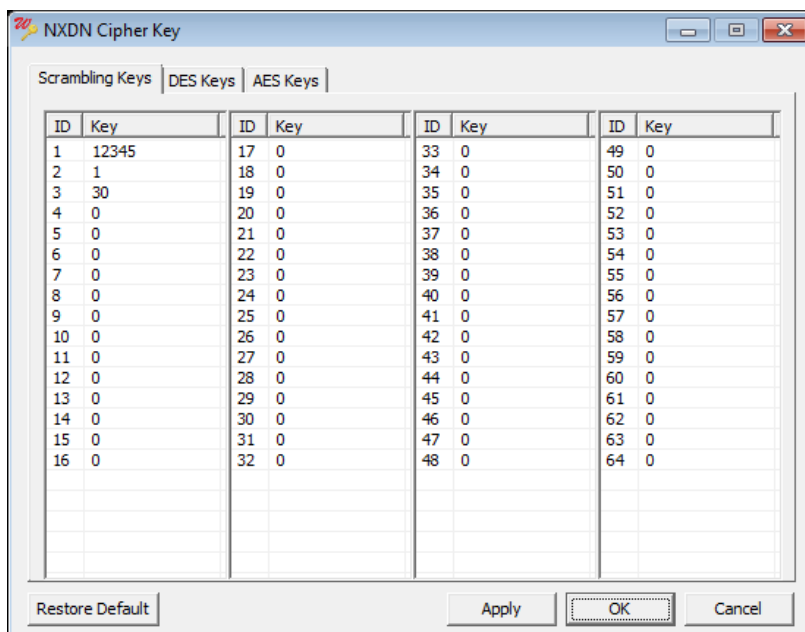 NXDN Cipher Key
Scrambling Keys DES Keys AES Keys
ID Key ID Key ID Key ID Key
1 12345 17 0 33 0 49 0
2 1 18 0 34 0 50 0
3 30 19 0 35 0 51 0
4 0 20 0 36 0 52 0
5 0 21 0 37 0 53 0
6 0 22 0 38 0 54 0
7 0 23 0 39 0 55 0
8 0 24 0 40 0 56 0
9 0 25 0 41 0 57 0
10 0 26 0 42 0 58 0
11 0 27 0 43 0 59 0
12 0 28 0 44 0 60 0
13 0 29 0 45 0 61 0
14 0 30 0 46 0 62 0
15 0 31 0 47 0 63 0
16 0 32 0 48 0 64 0
Restore Default Apply OK Cancel